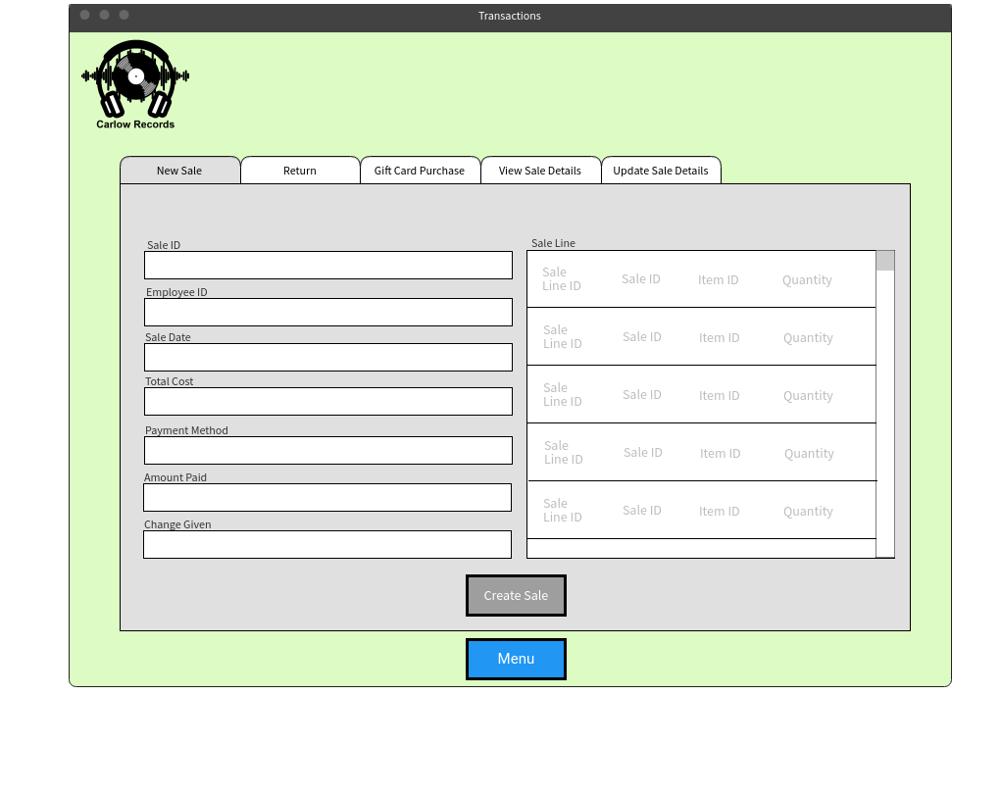 Transactions
Carlow Records
New Sale
Return
Gift Card Purchase
View Sale Details
Update Sale Details
Sale ID
Employee ID
Sale Date
Total Cost
Payment Method
Amount Paid
Change Given
Sale Line
Sale
Line ID
Sale ID
Item ID
Quantity
Sale
Line ID
Sale ID
Item ID
Quantity
Sale
Line ID
Sale ID
Item ID
Quantity
Sale
Line ID
Sale ID
Item ID
Quantity
Sale
Line ID
Sale ID
Item ID
Quantity
Create Sale
Menu